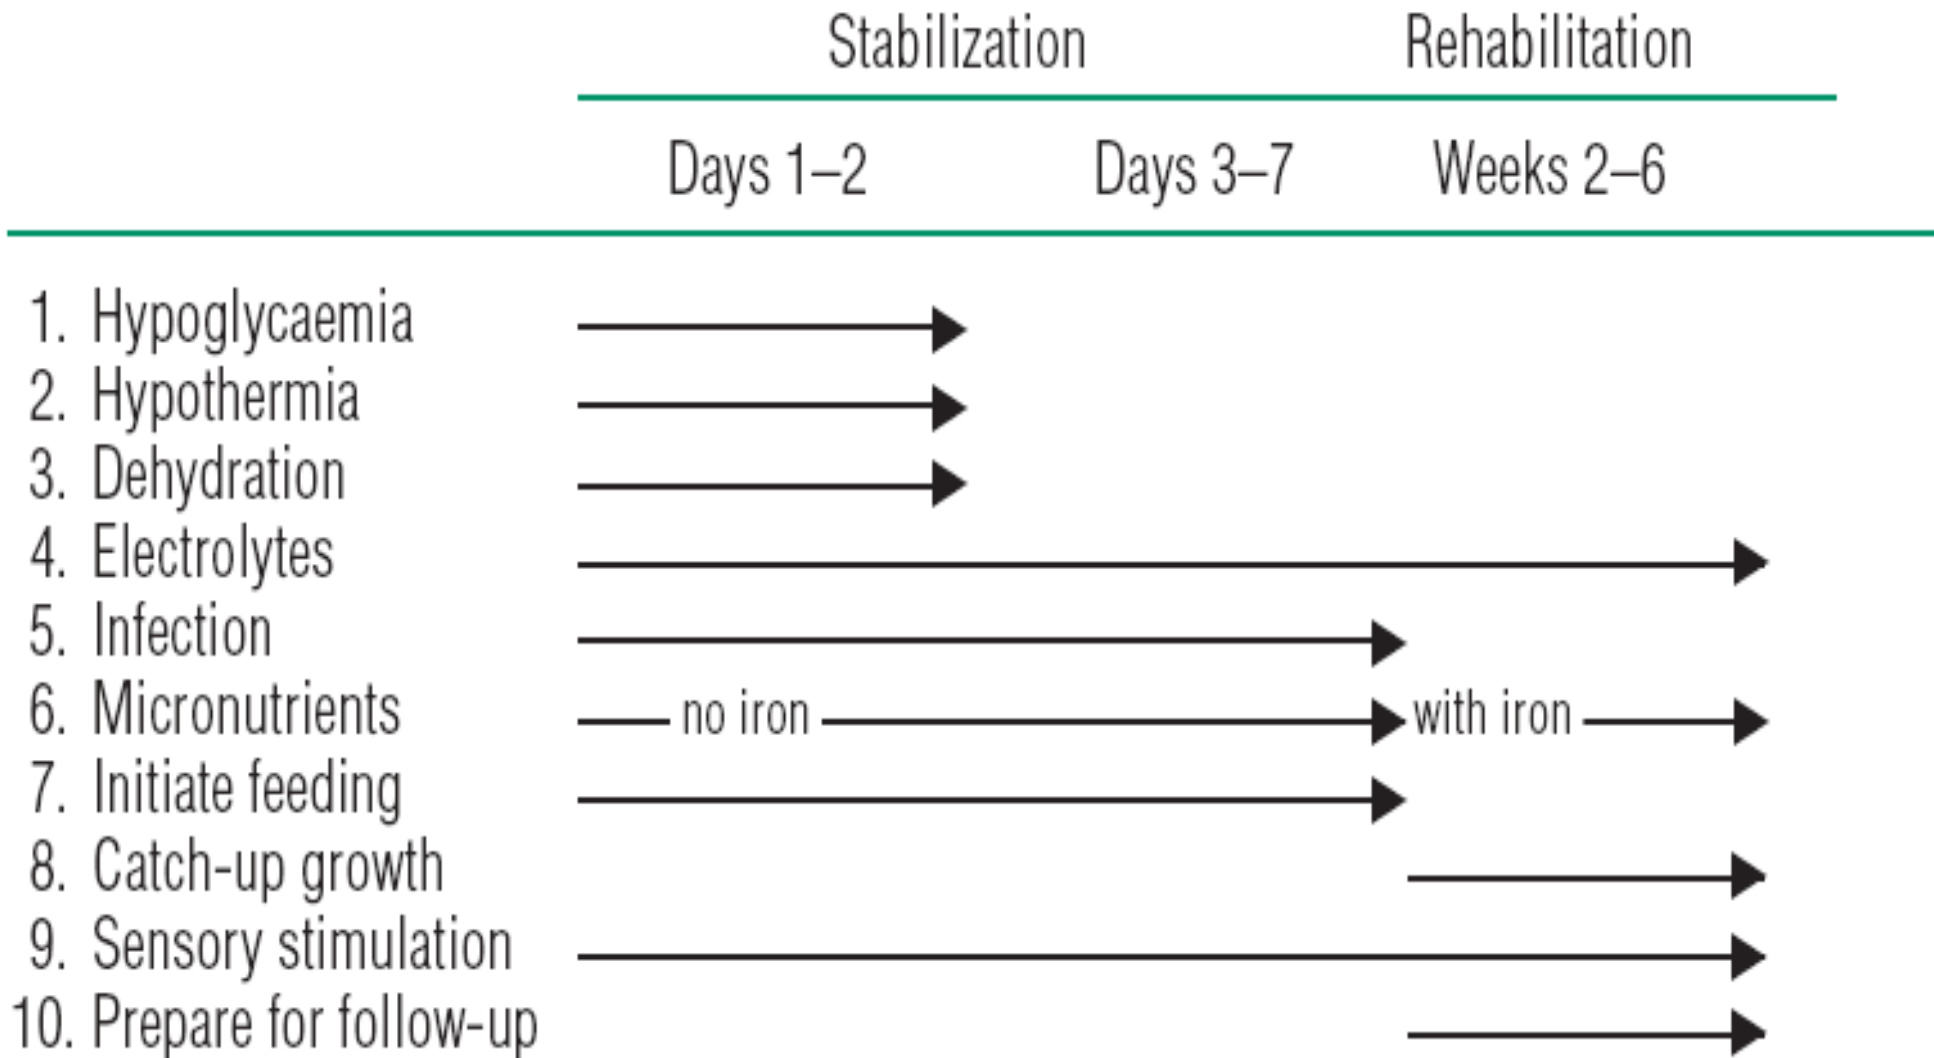 Stabilization Rehabilitation
Days 1–2 Days 3–7 Weeks 2–6
1. Hypoglycaemia
2. Hypothermia
3. Dehydration
4. Electrolytes
5. Infection
6. Micronutrients no iron with iron
7. Initiate feeding
8. Catch-up growth
9. Sensory stimulation
10. Prepare for follow-up